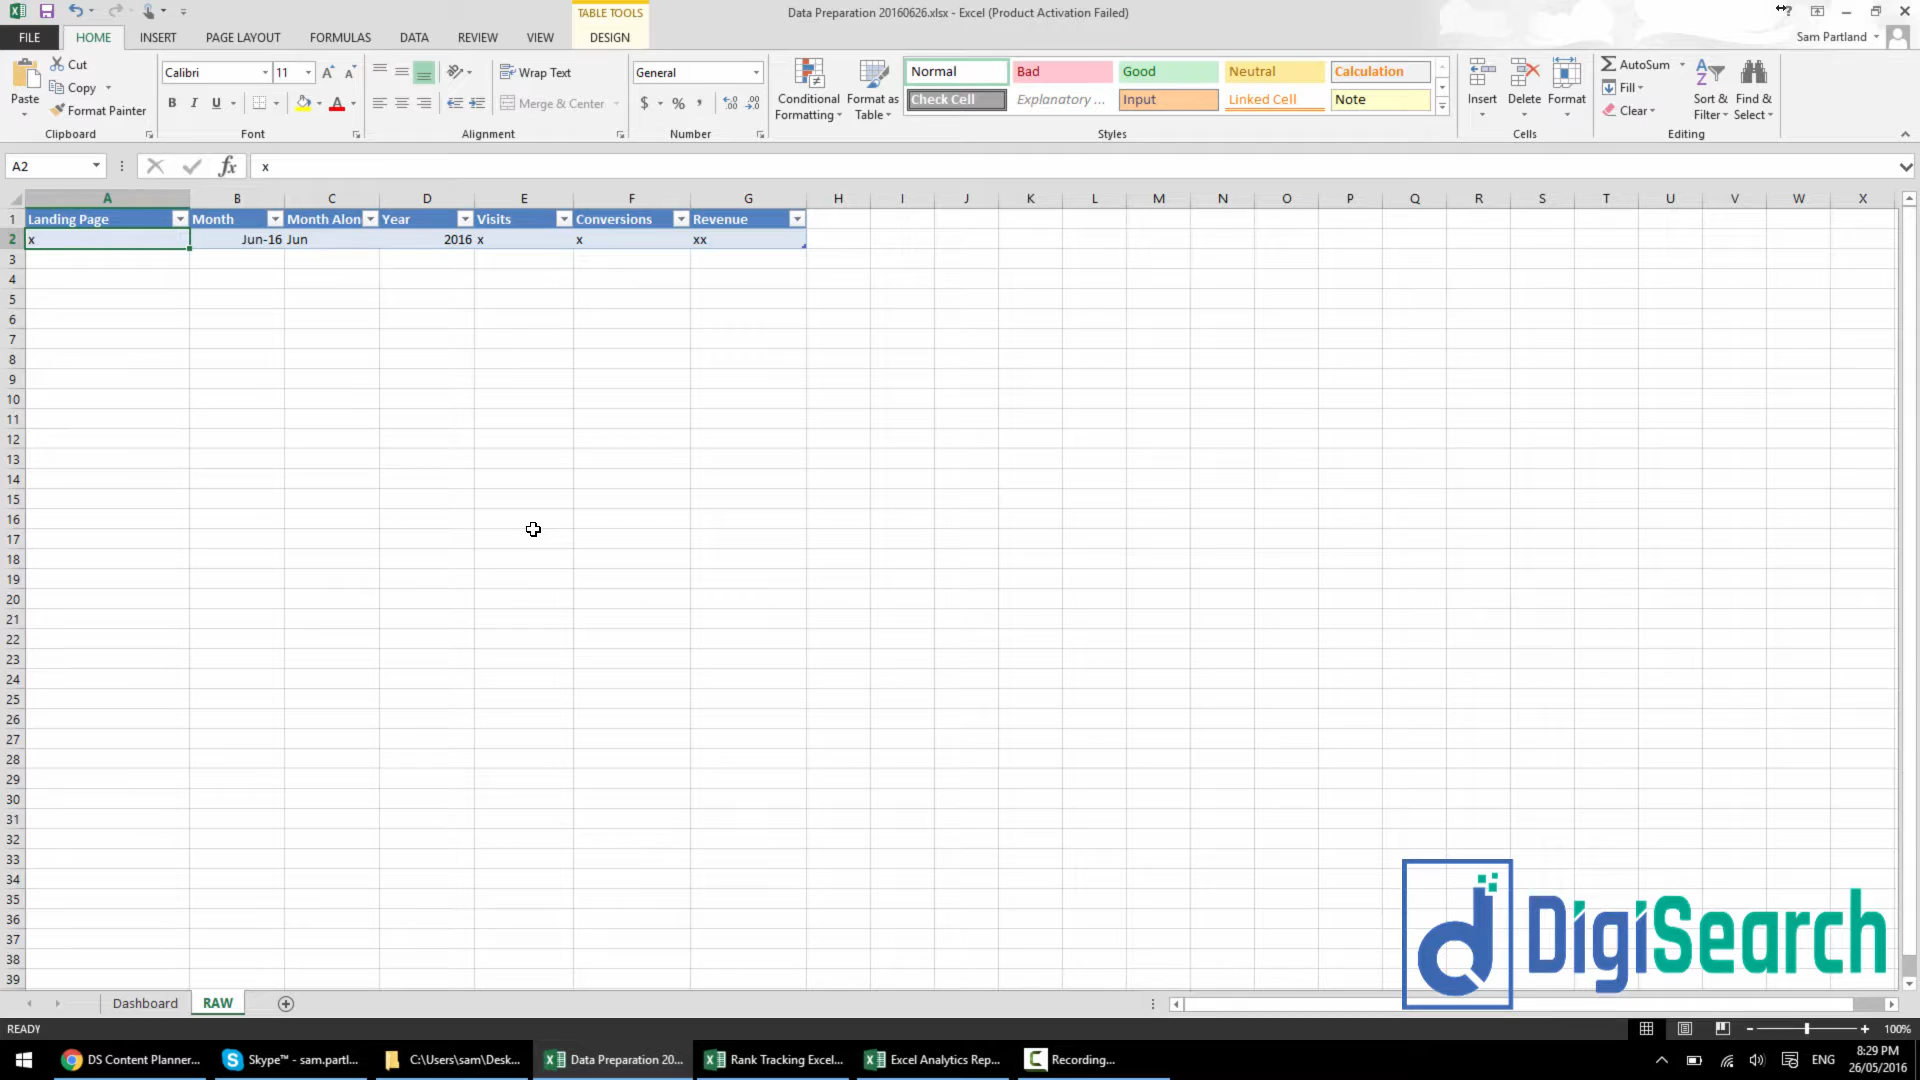 Data Preparation 20160626.xlsx - Excel (Product Activation Failed)
TABLE TOOLS
FILE HOME INSERT PAGE LAYOUT FORMULAS DATA REVIEW VIEW DESIGN
Sam Partland
Paste
Cut
Copy
Format Painter
Clipboard
Calibri 11
B I U
Font
Wrap Text
Merge & Center
Alignment
General
$ %
Number
Conditional Formatting
Format as Table
Normal Bad Good Neutral Calculation
Check Cell Explanatory ... Input Linked Cell Note
Styles
Insert Delete Format
Cells
AutoSum
Fill
Clear
Sort & Filter
Find & Select
Editing
A2 fx x
A B C D E F G H I J K L M N O P Q R S T U V W X
1 Landing Page Month Month Alon Year Visits Conversions Revenue
2 x Jun-16 Jun 2016 x x xx
3
4
5
6
7
8
9
10
11
12
13
14
15
16
17
18
19
20
21
22
23
24
25
26
27
28
29
30
31
32
33
34
35
36
37
38
39
DigiSearch
Dashboard RAW
READY
100%
DS Content Planner...
Skype™ - sam.partl...
C:\Users\sam\Desk...
Data Preparation 20...
Rank Tracking Excel...
Excel Analytics Rep...
Recording...
ENG
8:29 PM
26/05/2016